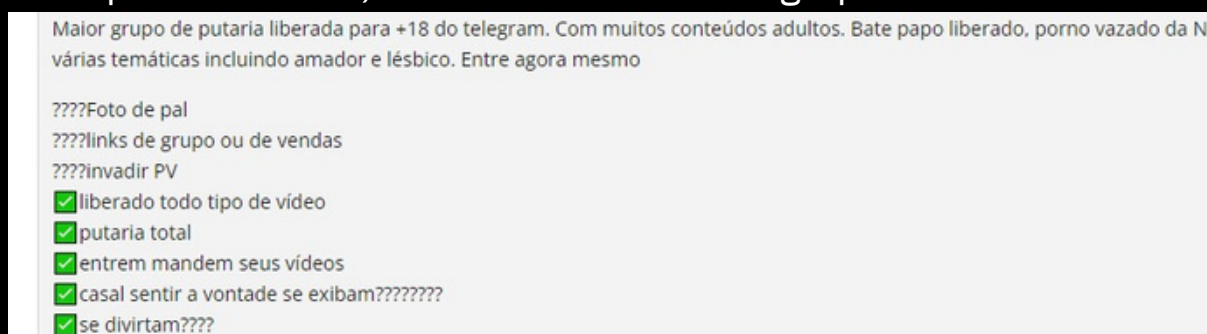 Maior grupo de putaria liberada para +18 do telegram. Com muitos conteúdos adultos. Bate papo liberado, porno vazado da N
várias temáticas incluindo amador e lésbico. Entre agora mesmo
????Foto de pal
????links de grupo ou de vendas
????invadir PV
✅liberado todo tipo de vídeo
✅putaria total
✅entrem mandem seus vídeos
✅casal sentir a vontade se exibam????????
✅se divirtam????